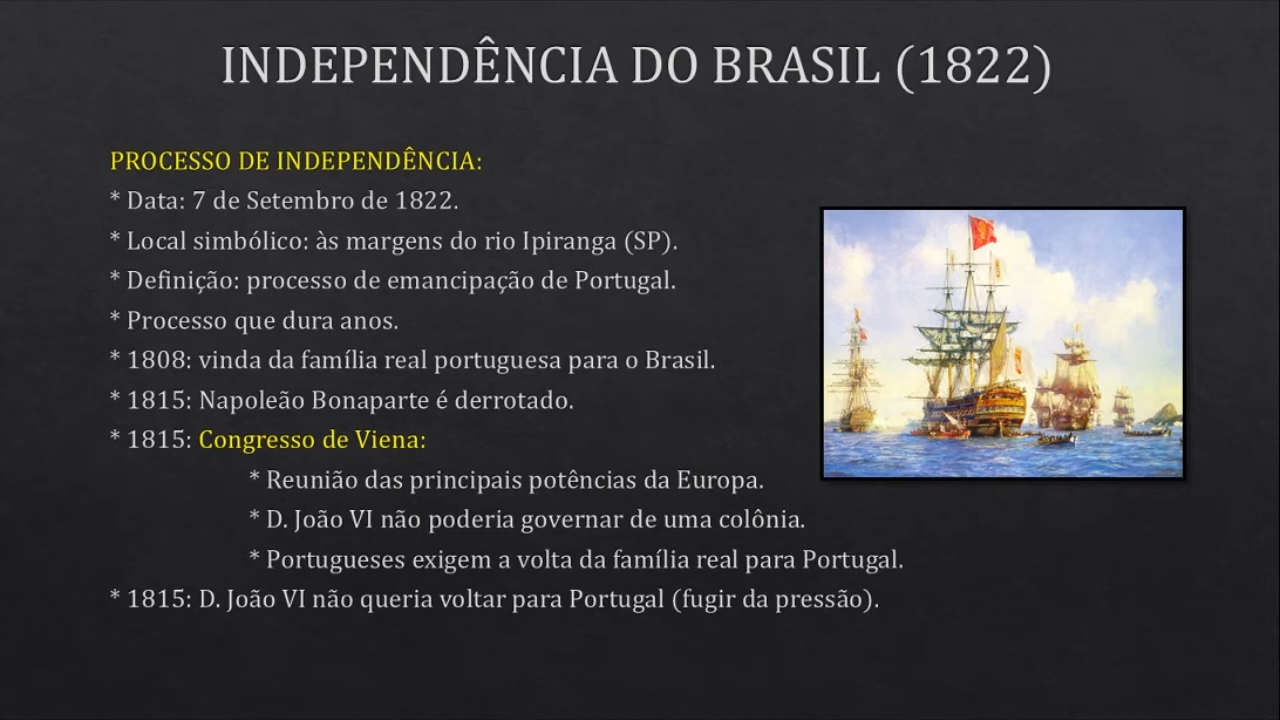 INDEPENDÊNCIA DO BRASIL (1822)
PROCESSO DE INDEPENDÊNCIA:
* Data: 7 de Setembro de 1822.
* Local simbólico: às margens do rio Ipiranga (SP).
* Definição: processo de emancipação de Portugal.
* Processo que dura anos.
* 1808: vinda da família real portuguesa para o Brasil.
* 1815: Napoleão Bonaparte é derrotado.
* 1815: Congresso de Viena:
* Reunião das principais potências da Europa.
* D. João VI não poderia governar de uma colônia.
* Portugueses exigem a volta da família real para Portugal.
* 1815: D. João VI não queria voltar para Portugal (fugir da pressão).